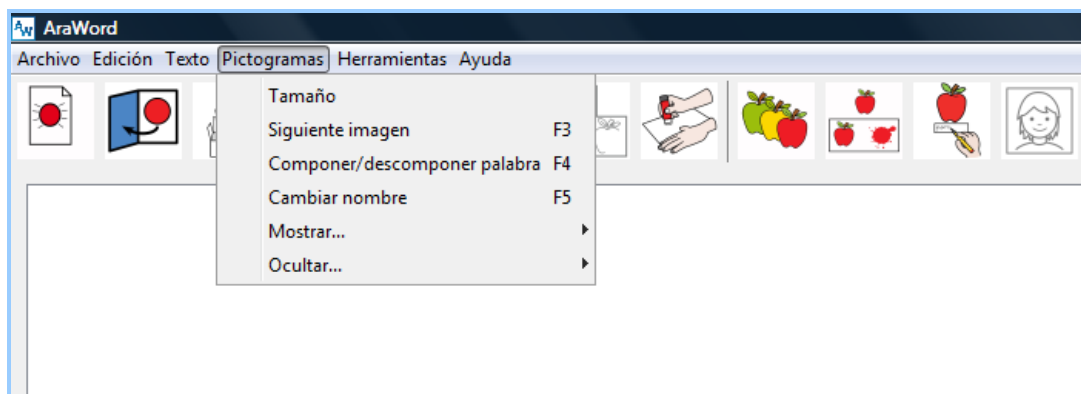 AW AraWord
Archivo Edición Texto Pictogramas Herramientas Ayuda
Tamaño
Siguiente imagen F3
Componer/descomponer palabra F4
Cambiar nombre F5
Mostrar...
Ocultar...